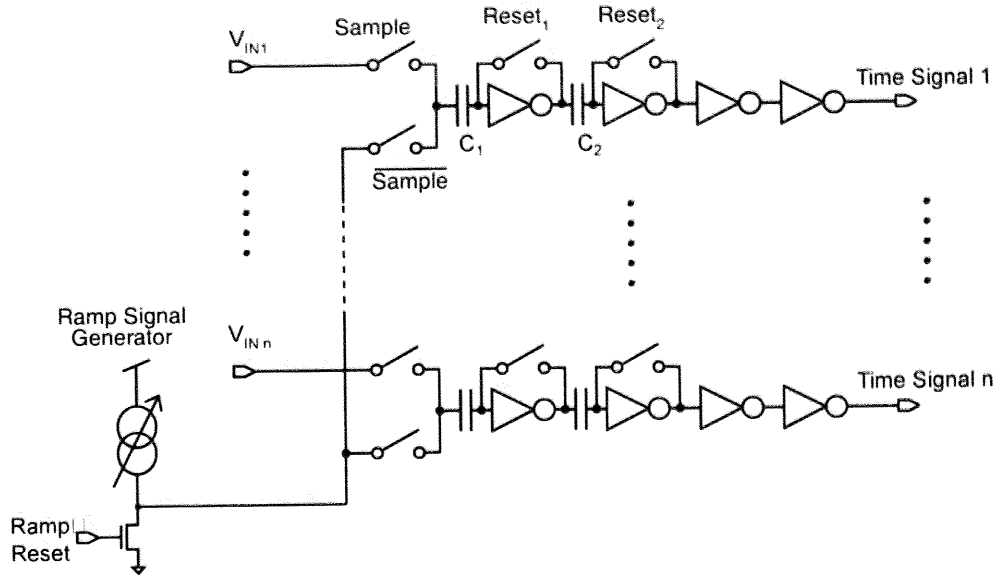 Sample
Reset1
Reset2
VIN1
Time Signal 1
C1
C2
Sample
Ramp Signal
Generator
VIN n
Time Signal n
Ramp
Reset